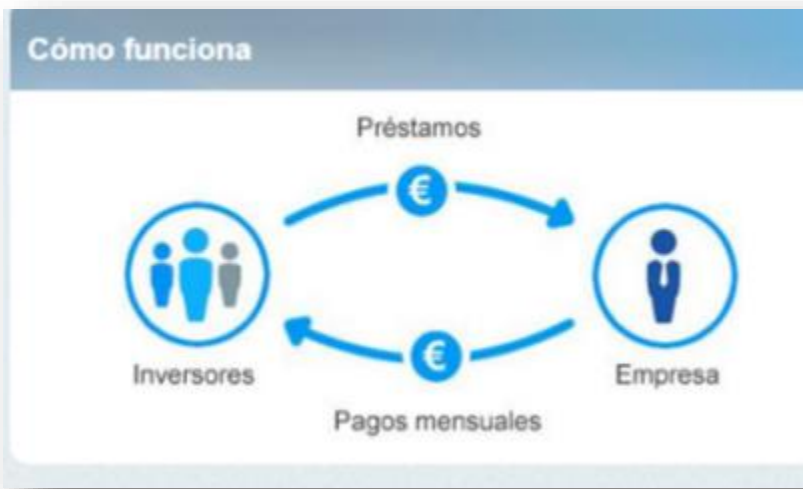 Cómo funciona
Préstamos
€
Inversores
Empresa
€
Pagos mensuales